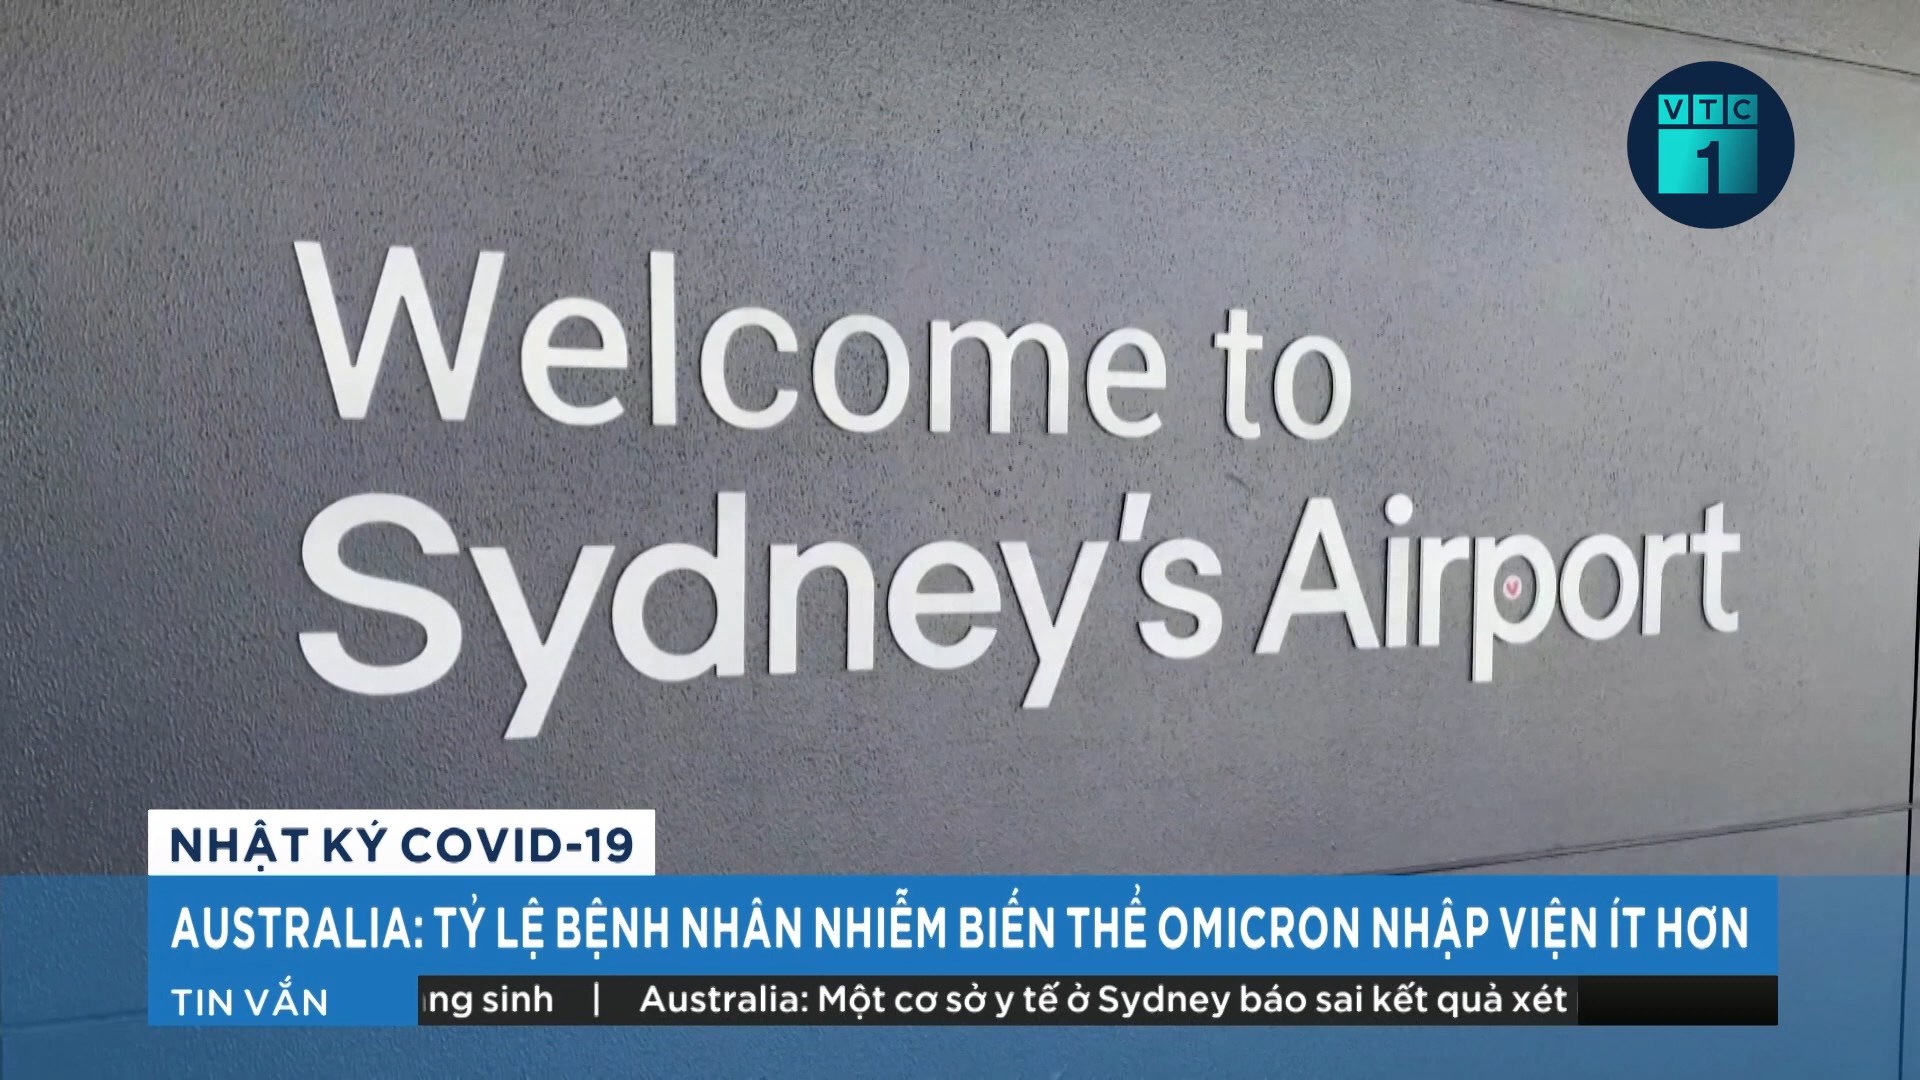 VTC
1
Welcome to
Sydney's Airport
NHẬT KÝ COVID-19
AUSTRALIA: TỶ LỆ BỆNH NHÂN NHIỄM BIẾN THỂ OMICRON NHẬP VIỆN ÍT HƠN
TIN VẮN
sinh | Australia: Một cơ sở y tế ở Sydney báo sai kết quả xét